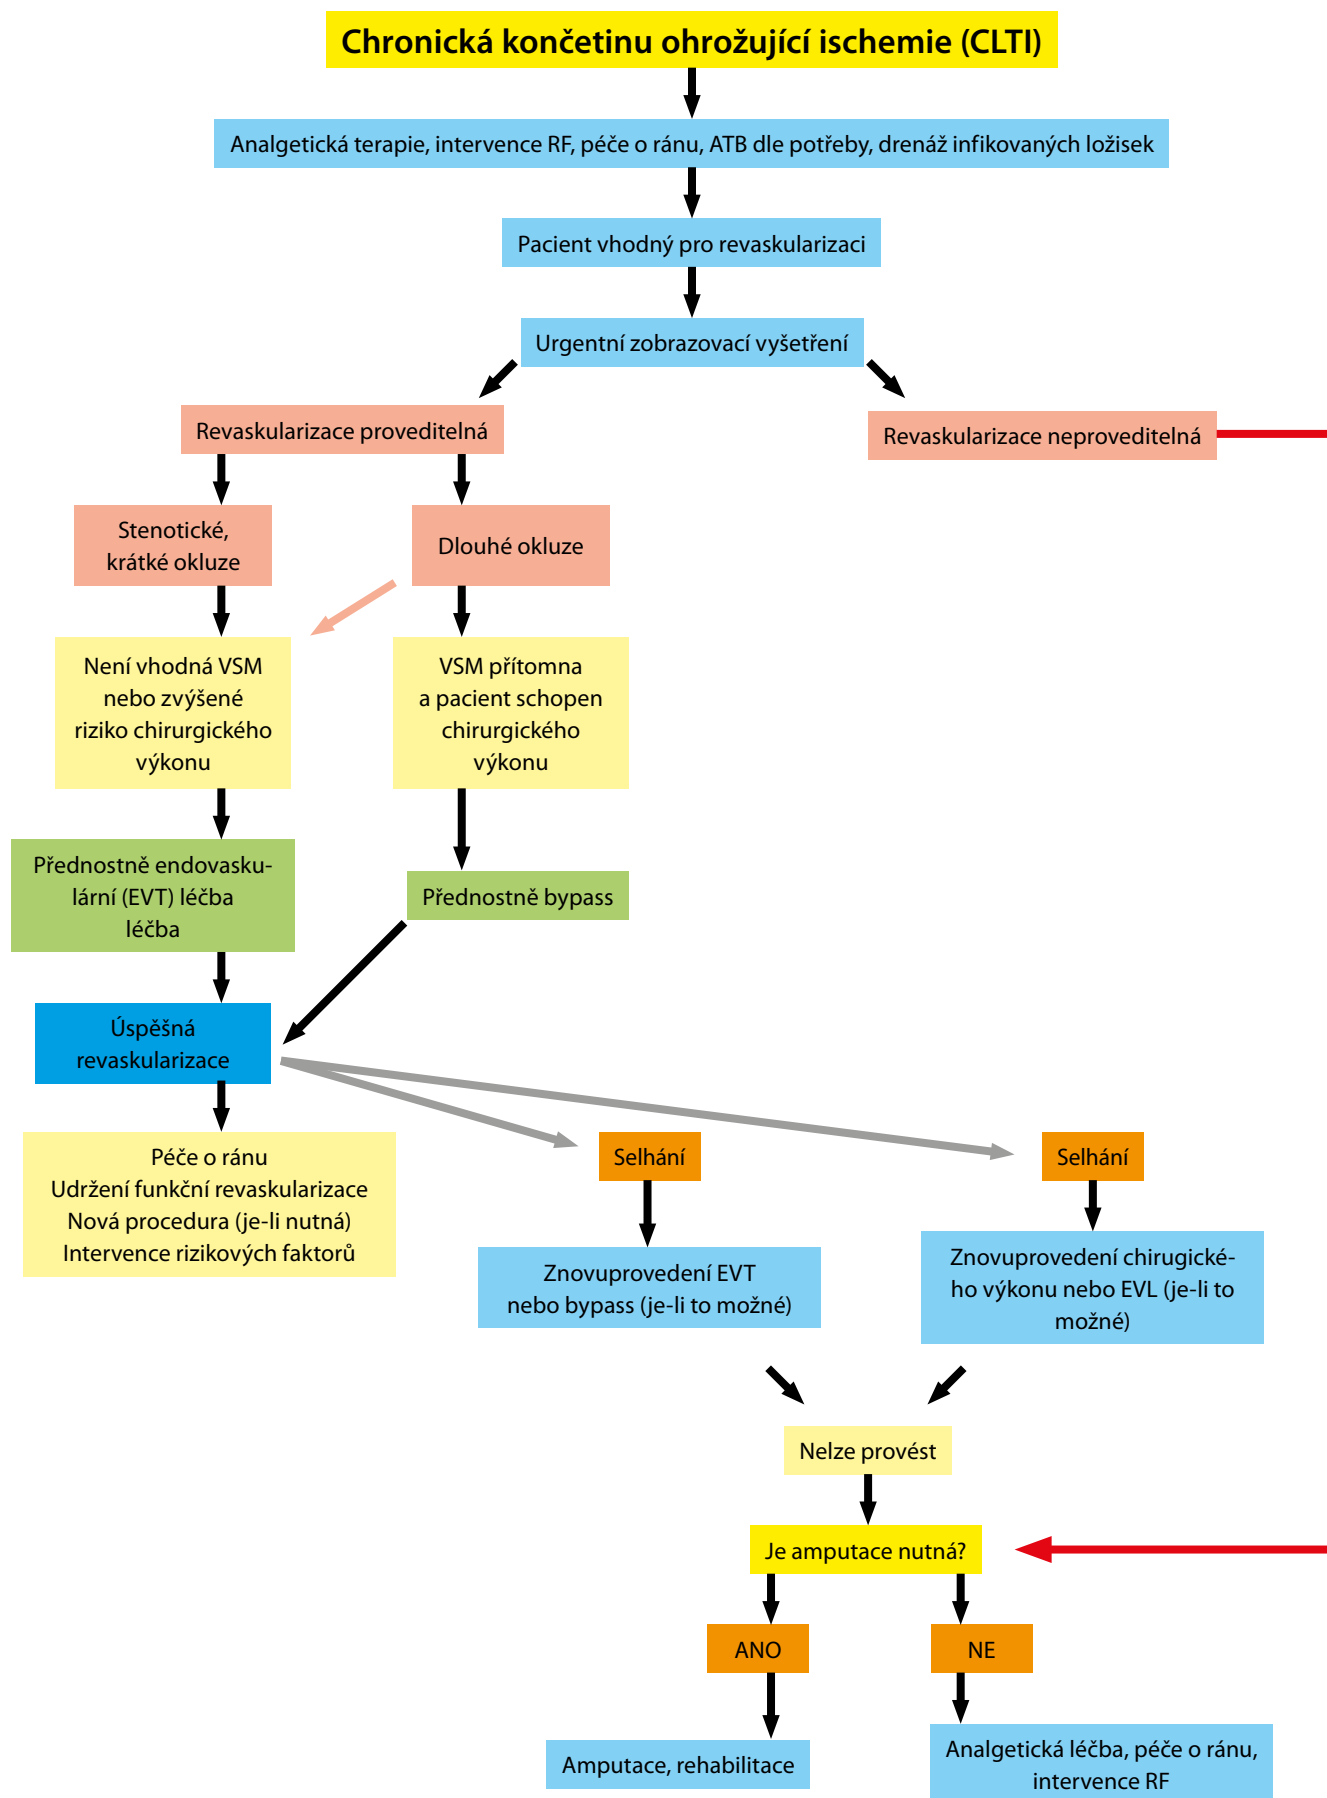 Chronická končetinu ohrožující ischemie (CLTI)
Analgetická terapie, intervence RF, péče o ránu, ATB dle potřeby, drenáž infikovaných ložisek
Pacient vhodný pro revaskularizaci
Urgentní zobrazovací vyšetření
Revaskularizace proveditelná
Revaskularizace neproveditelná
Stenotické,
krátké okluze
Dlouhé okluze
Není vhodná VSM
nebo zvýšené
riziko chirurgického
výkonu
VSM přítomna
a pacient schopen
chirurgického
výkonu
Přednostně endovasku-
lární (EVT) léčba
léčba
Přednostně bypass
Úspěšná
revaskularizace
Péče o ránu
Udržení funkční revaskularizace
Nová procedura (je-li nutná)
Intervence rizikových faktorů
Selhání
Selhání
Znovuprovedení EVT
nebo bypass (je-li to možné)
Znovuprovedení chirugické-
ho výkonu nebo EVL (je-li to
možné)
Nelze provést
Je amputace nutná?
ANO
NE
Amputace, rehabilitace
Analgetická léčba, péče o ránu,
intervence RF